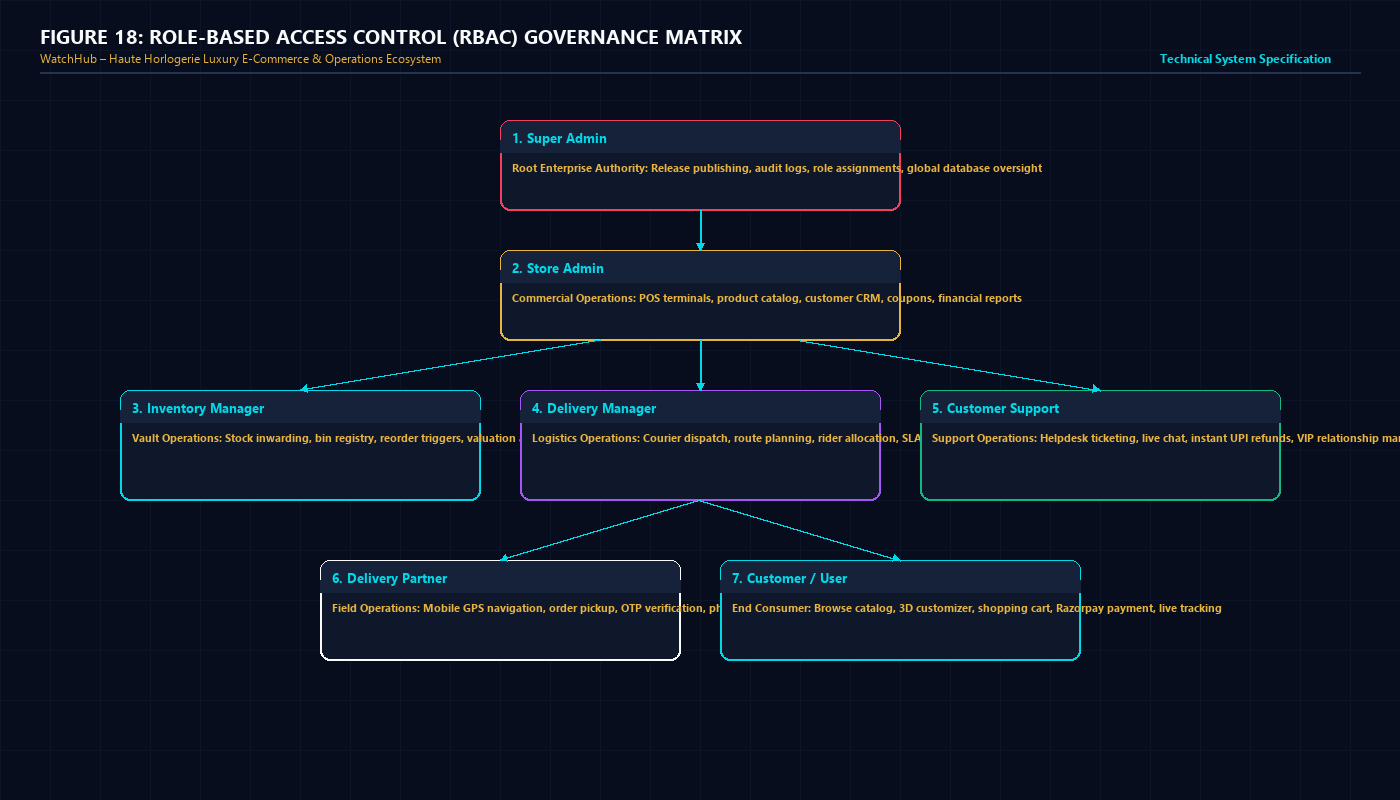 FIGURE 18: ROLE-BASED ACCESS CONTROL (RBAC) GOVERNANCE MATRIX
WatchHub – Haute Horlogerie Luxury E-Commerce & Operations Ecosystem
Technical System Specification
1. Super Admin
Root Enterprise Authority: Release publishing, audit logs, role assignments, global database oversight
2. Store Admin
Commercial Operations: POS terminals, product catalog, customer CRM, coupons, financial reports
3. Inventory Manager
Vault Operations: Stock inwarding, bin registry, reorder triggers, valuation
4. Delivery Manager
Logistics Operations: Courier dispatch, route planning, rider allocation, SLA
5. Customer Support
Support Operations: Helpdesk ticketing, live chat, instant UPI refunds, VIP relationship
6. Delivery Partner
Field Operations: Mobile GPS navigation, order pickup, OTP verification,
7. Customer / User
End Consumer: Browse catalog, 3D customizer, shopping cart, Razorpay payment, live tracking